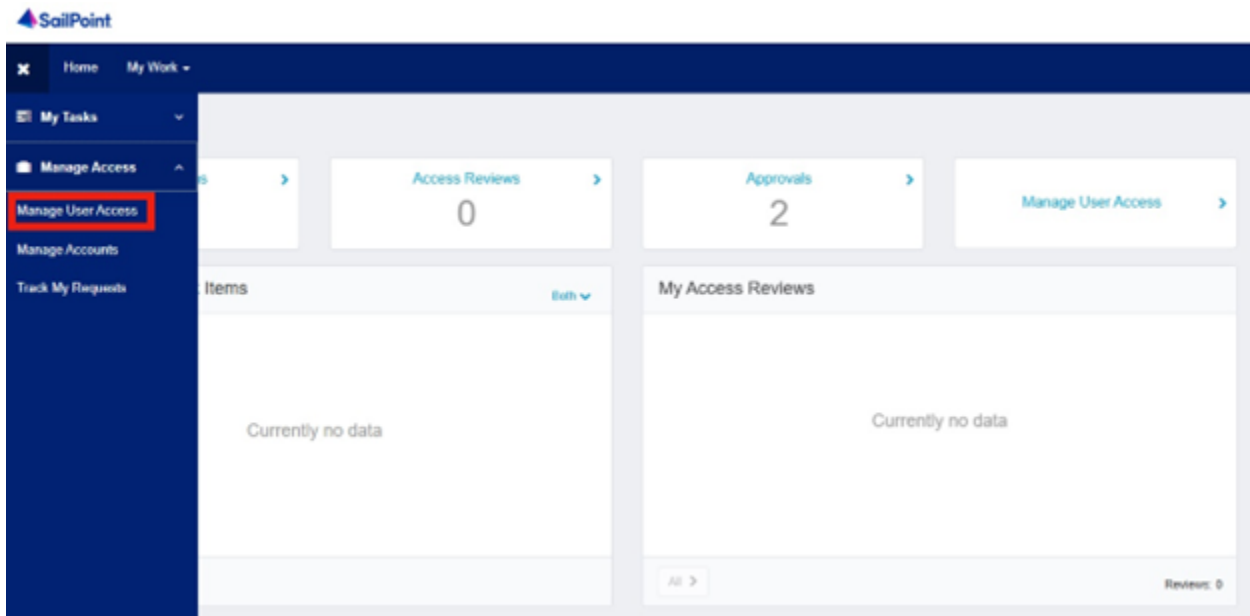 SailPoint
Home My Work
My Tasks
Manage Access
Manage User Access
Manage Accounts
Track My Requests
Access Reviews
0
Approvals
2
Manage User Access
Items
Both
Currently no data
My Access Reviews
Currently no data
All
Reviews: 0